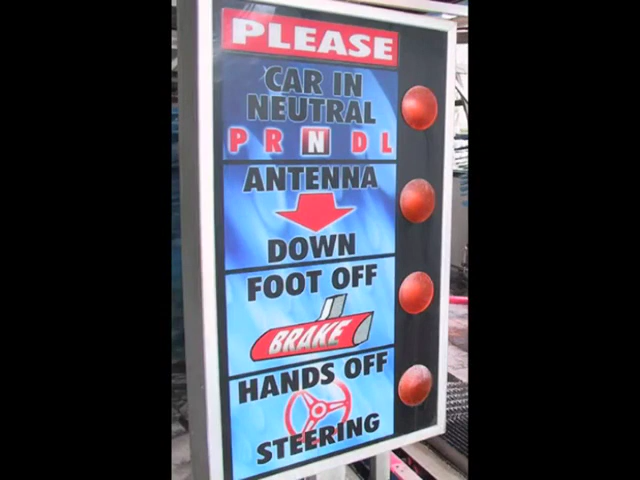 PLEASE
CAR IN
NEUTRAL
P R N D L
ANTENNA
DOWN
FOOT OFF
BRAKE
HANDS OFF
STEERING